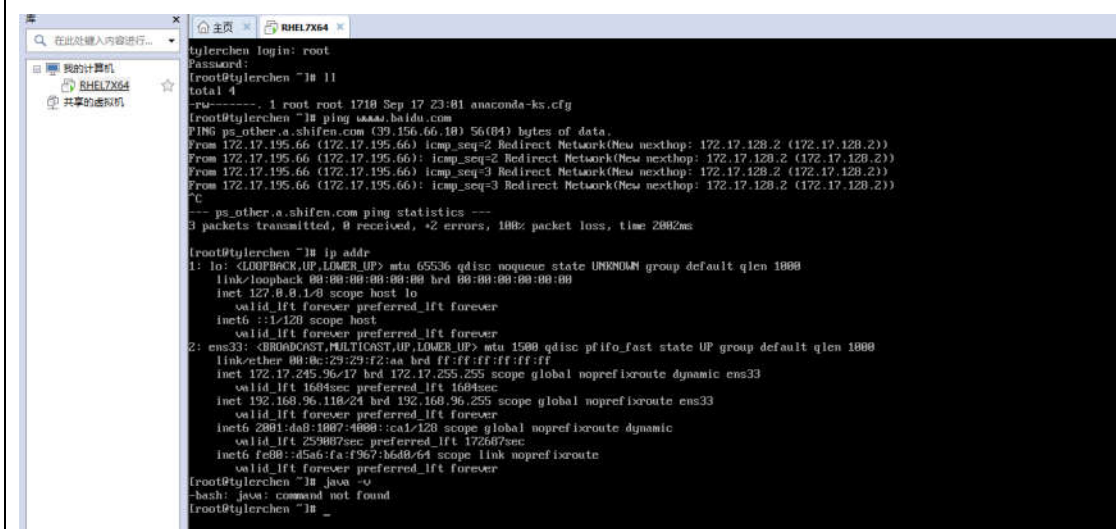 库 ×
在此处键入内容进行...
我的计算机
RHEL7X64
共享的虚拟机
主页 × RHEL7X64 ×
tylerchen login: root
Password:
[root@tylerchen ~]# ll
total 4
-rw-------. 1 root root 1710 Sep 17 23:01 anaconda-ks.cfg
[root@tylerchen ~]# ping www.baidu.com
PING ps_other.a.shifen.com (39.156.66.10) 56(84) bytes of data.
From 172.17.195.66 (172.17.195.66) icmp_seq=2 Redirect Network(New nexthop: 172.17.128.2 (172.17.128.2))
From 172.17.195.66 (172.17.195.66): icmp_seq=2 Redirect Network(New nexthop: 172.17.128.2 (172.17.128.2))
From 172.17.195.66 (172.17.195.66) icmp_seq=3 Redirect Network(New nexthop: 172.17.128.2 (172.17.128.2))
From 172.17.195.66 (172.17.195.66): icmp_seq=3 Redirect Network(New nexthop: 172.17.128.2 (172.17.128.2))
^C
--- ps_other.a.shifen.com ping statistics ---
3 packets transmitted, 0 received, +2 errors, 100% packet loss, time 2002ms
[root@tylerchen ~]# ip addr
1: lo: <LOOPBACK,UP,LOWER_UP> mtu 65536 qdisc noqueue state UNKNOWN group default qlen 1000
link/loopback 00:00:00:00:00:00 brd 00:00:00:00:00:00
inet 127.0.0.1/8 scope host lo
valid_lft forever preferred_lft forever
inet6 ::1/128 scope host
valid_lft forever preferred_lft forever
2: ens33: <BROADCAST,MULTICAST,UP,LOWER_UP> mtu 1500 qdisc pfifo_fast state UP group default qlen 1000
link/ether 00:0c:29:29:f2:aa brd ff:ff:ff:ff:ff:ff
inet 172.17.245.96/17 brd 172.17.255.255 scope global noprefixroute dynamic ens33
valid_lft 1684sec preferred_lft 1684sec
inet 192.168.96.110/24 brd 192.168.96.255 scope global noprefixroute ens33
valid_lft forever preferred_lft forever
inet6 2001:da8:1007:4000::ca1/128 scope global noprefixroute dynamic
valid_lft 259087sec preferred_lft 172687sec
inet6 fe80::d5a6:fa:f967:b6d0/64 scope link noprefixroute
valid_lft forever preferred_lft forever
[root@tylerchen ~]# java -v
-bash: java: command not found
[root@tylerchen ~]# _